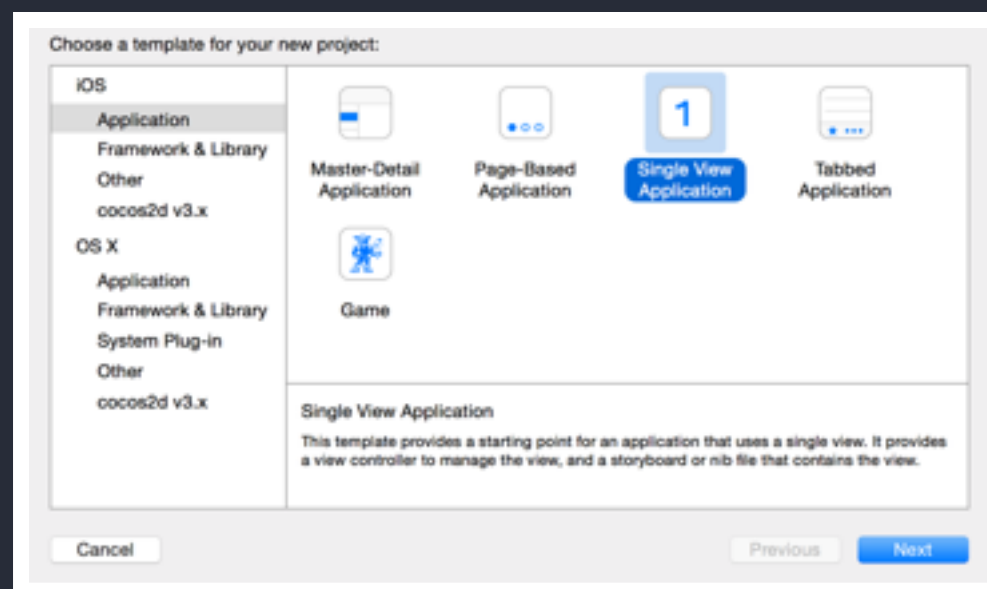 Choose a template for your new project:
iOS
Application
Framework & Library
Other
cocos2d v3.x
OS X
Application
Framework & Library
System Plug-in
Other
cocos2d v3.x
Master-Detail
Application
Page-Based
Application
1
Single View
Application
Tabbed
Application
Game
Single View Application
This template provides a starting point for an application that uses a single view. It provides
a view controller to manage the view, and a storyboard or nib file that contains the view.
Cancel
Previous
Next